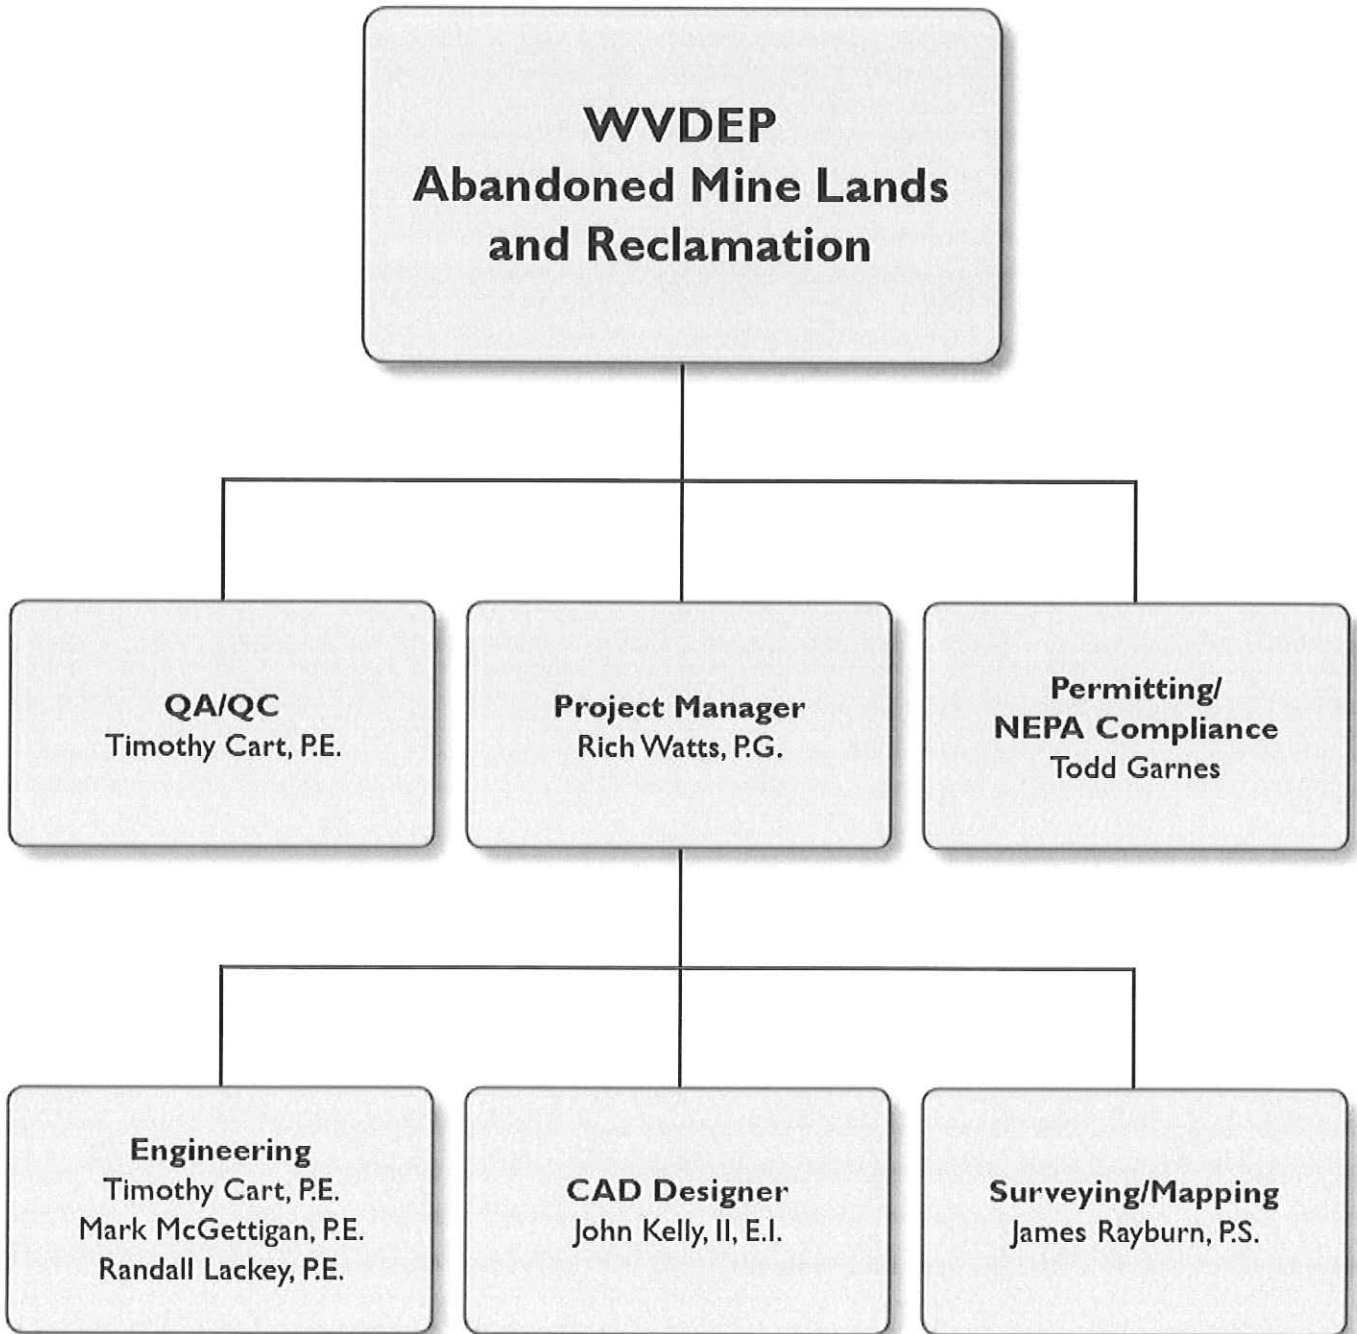 WVDEP
Abandoned Mine Lands
and Reclamation
QA/QC
Timothy Cart, P.E.
Project Manager
Rich Watts, P.G.
Permitting/
NEPA Compliance
Todd Garnes
Engineering
Timothy Cart, P.E.
Mark McGettigan, P.E.
Randall Lackey, P.E.
CAD Designer
John Kelly, II, E.I.
Surveying/Mapping
James Rayburn, P.S.